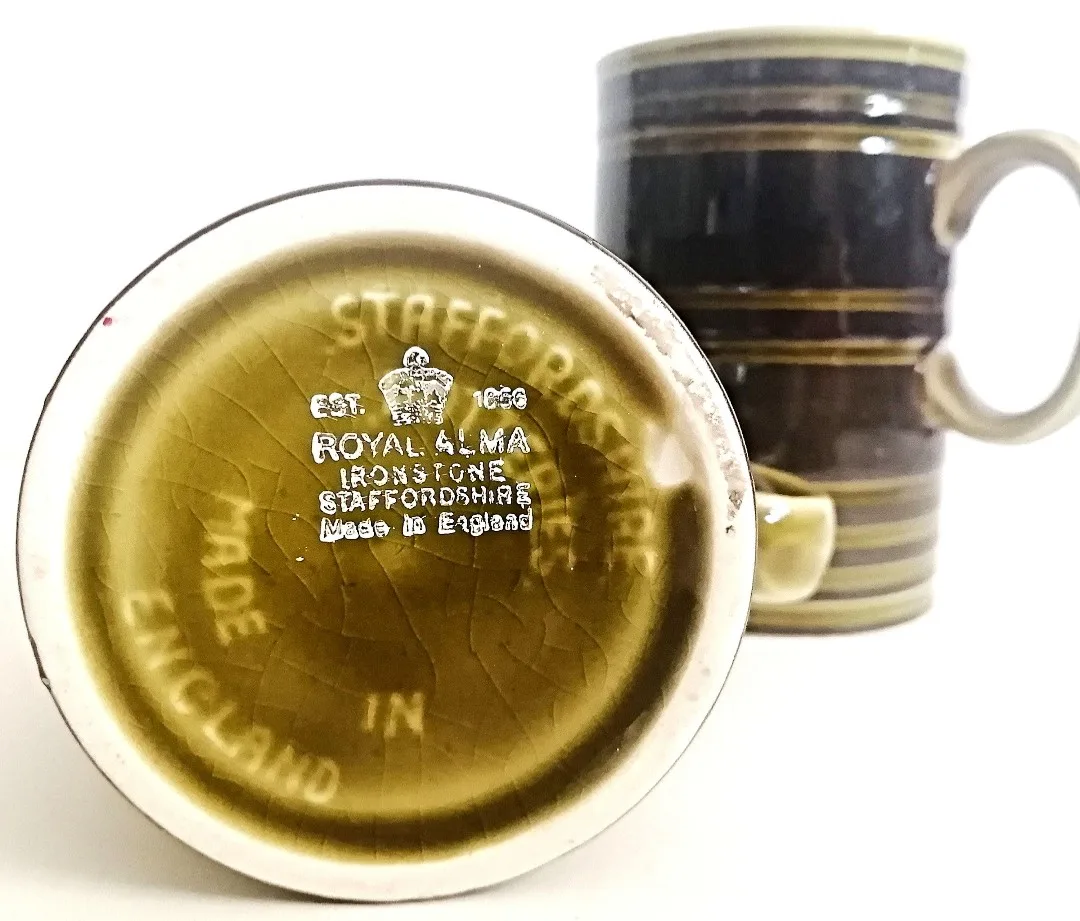 EST. 1856
ROYAL ALMA
IRONSTONE
STAFFORDSHIRE
Made in England
STAFFORDSHIRE
MADE IN
ENGLAND